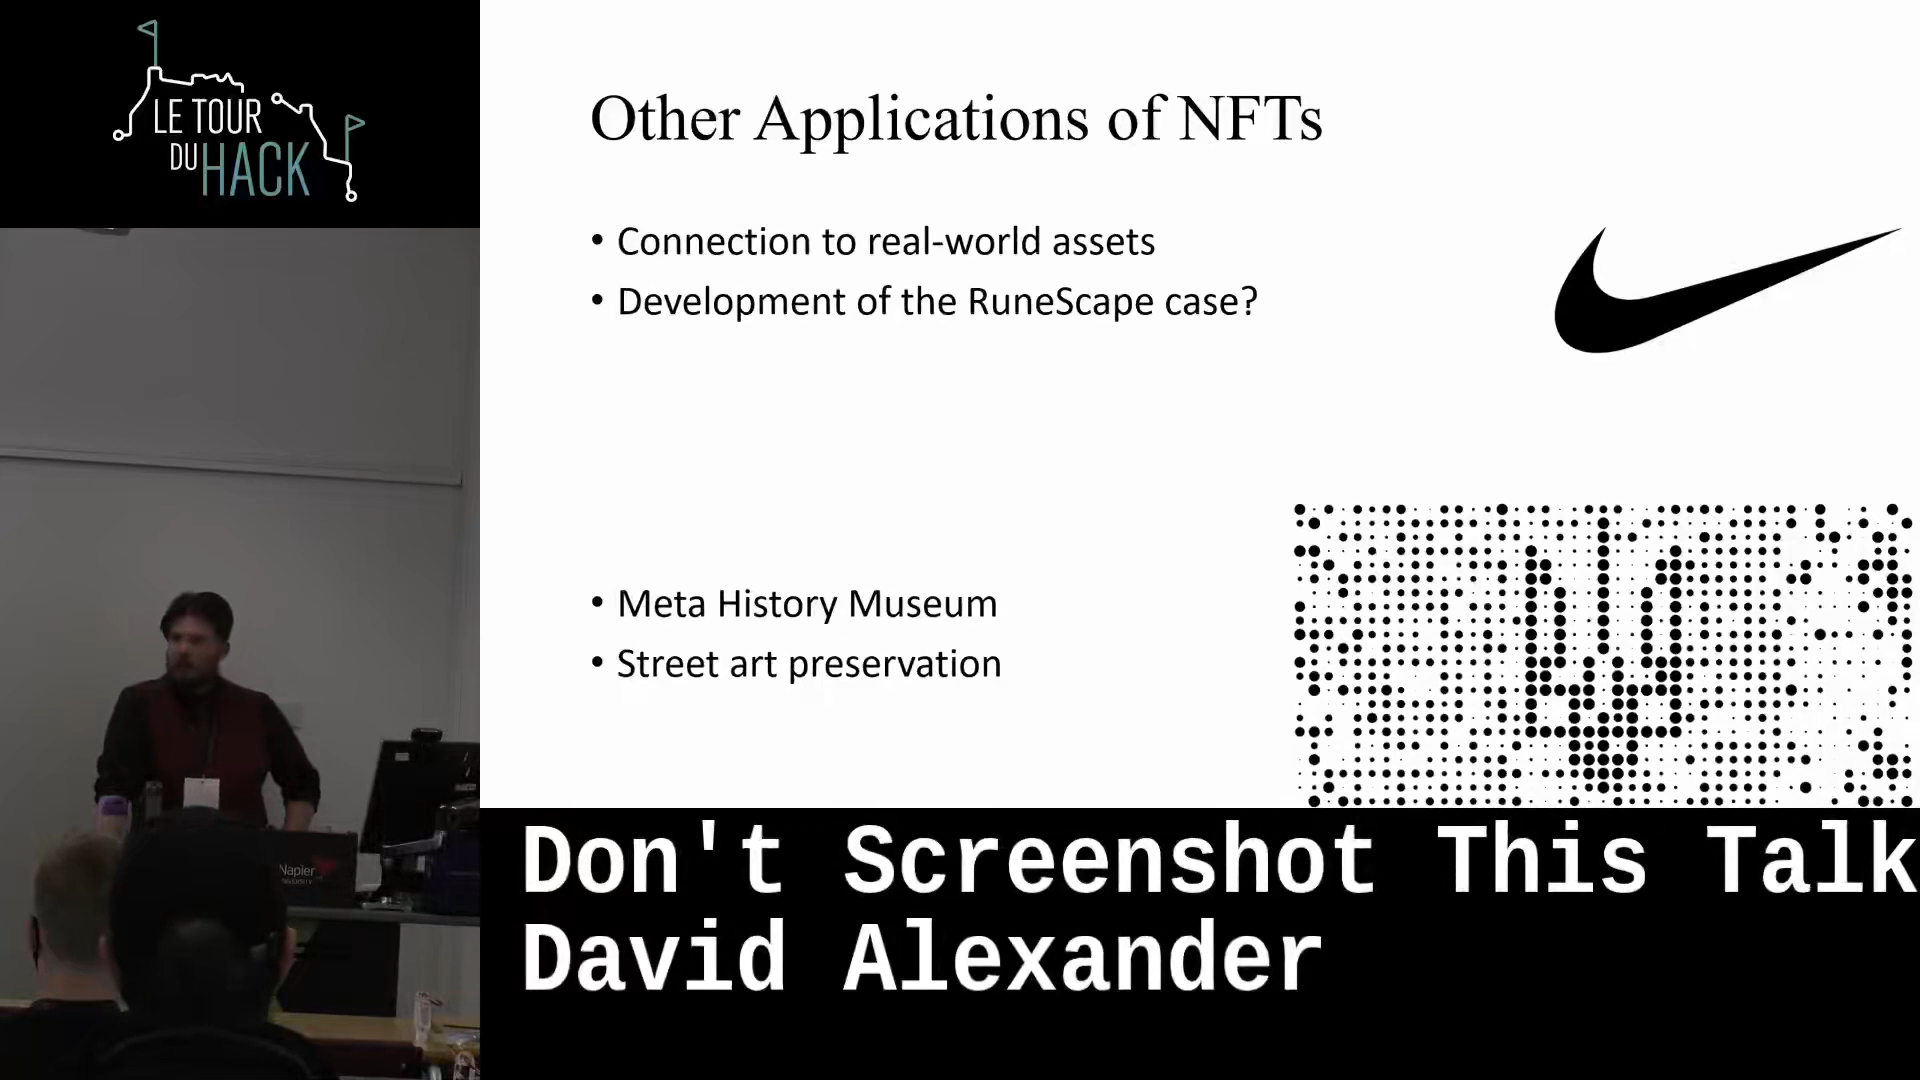 LE TOUR
DU HACK
Other Applications of NFTs
• Connection to real-world assets
• Development of the RuneScape case?
• Meta History Museum
• Street art preservation
Napier
Don't Screenshot This Talk
David Alexander